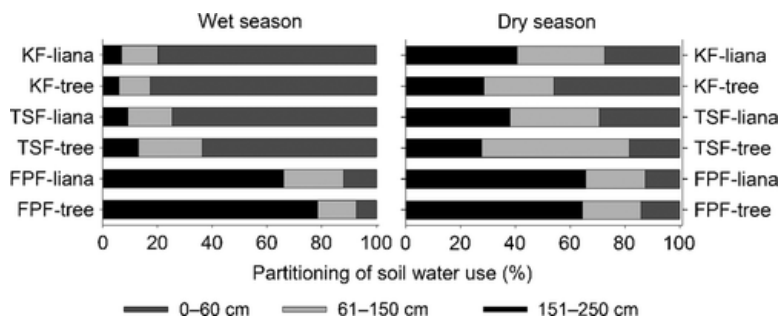 Wet season Dry season
KF-liana KF-liana
KF-tree KF-tree
TSF-liana TSF-liana
TSF-tree TSF-tree
FPF-liana FPF-liana
FPF-tree FPF-tree
0 20 40 60 80 100 0 20 40 60 80 100
Partitioning of soil water use (%)
0–60 cm 61–150 cm 151–250 cm